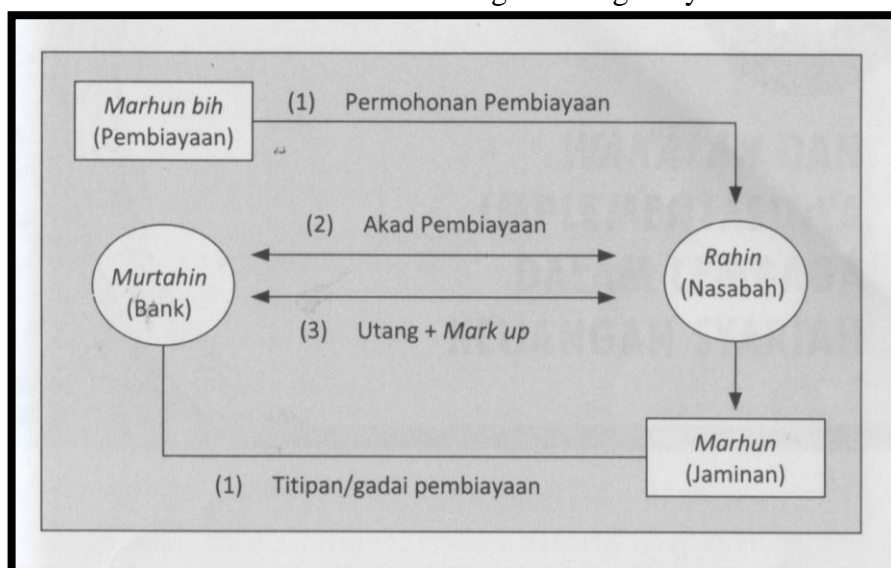 Marhun bih
(Pembiayaan)
(1) Permohonan Pembiayaan
(2) Akad Pembiayaan
Murtahin
(Bank)
Rahin
(Nasabah)
(3) Utang + Mark up
Marhun
(Jaminan)
(1) Titipan/gadai pembiayaan